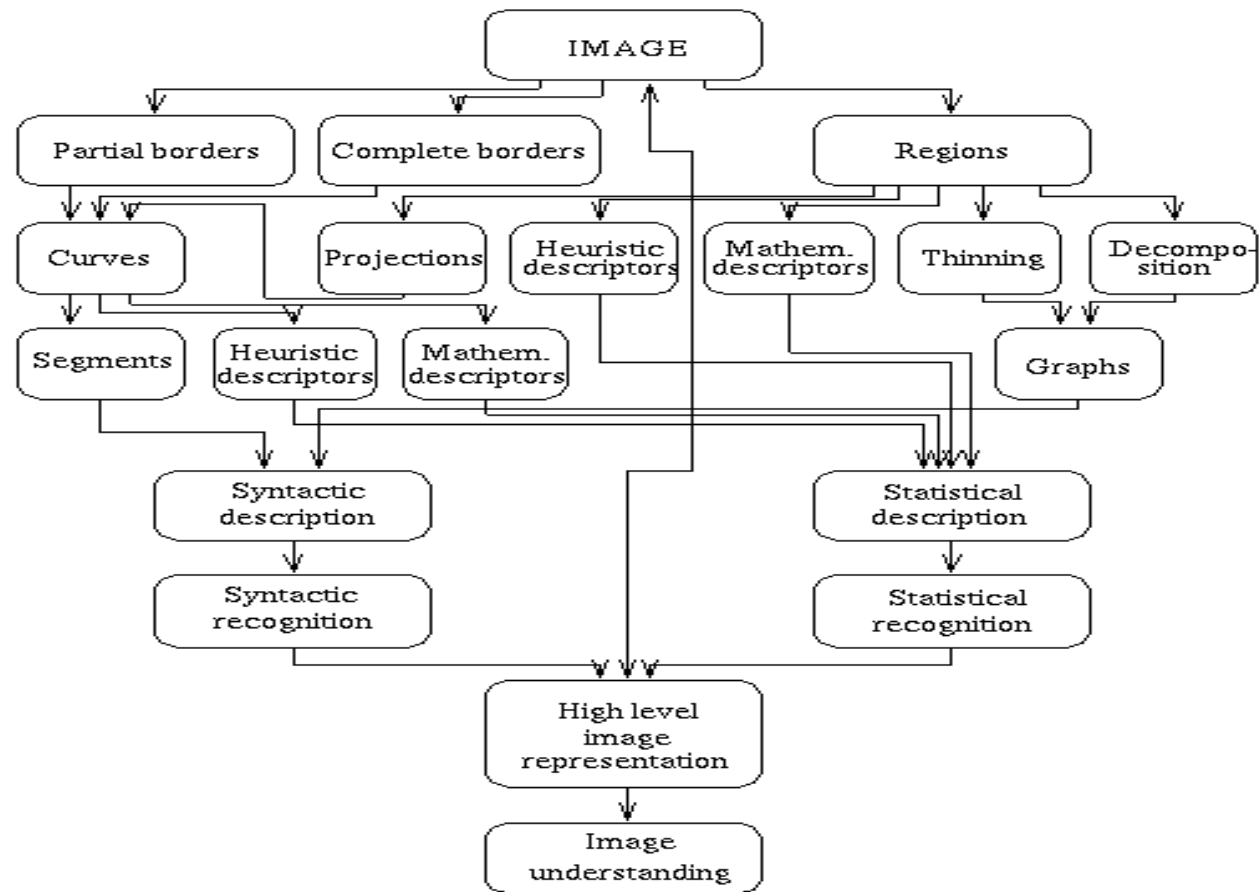 IMAGE
Partial borders
Complete borders
Regions
Curves
Projections
Heuristic
descriptors
Mathem.
descriptors
Thinning
Decompo-
sition
Segments
Heuristic
descriptors
Mathem.
descriptors
Graphs
Syntactic
description
Statistical
description
Syntactic
recognition
Statistical
recognition
High level
image
representation
Image
understanding